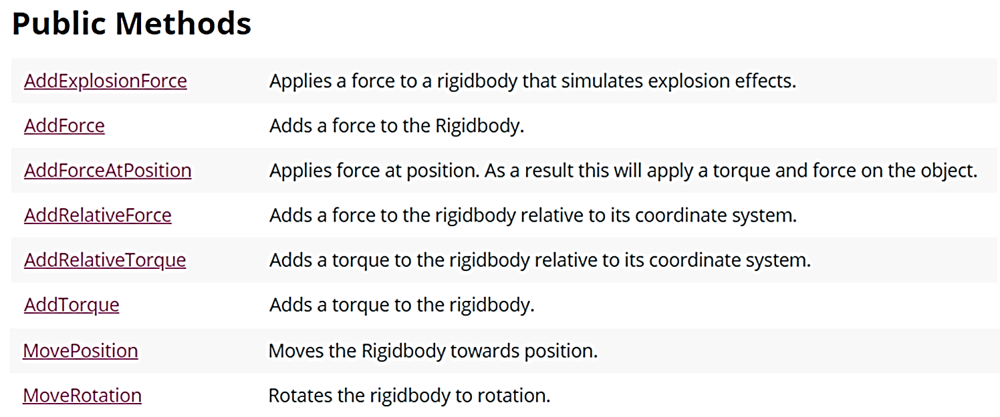 Public Methods
AddExplosionForce Applies a force to a rigidbody that simulates explosion effects.
AddForce Adds a force to the Rigidbody.
AddForceAtPosition Applies force at position. As a result this will apply a torque and force on the object.
AddRelativeForce Adds a force to the rigidbody relative to its coordinate system.
AddRelativeTorque Adds a torque to the rigidbody relative to its coordinate system.
AddTorque Adds a torque to the rigidbody.
MovePosition Moves the Rigidbody towards position.
MoveRotation Rotates the rigidbody to rotation.